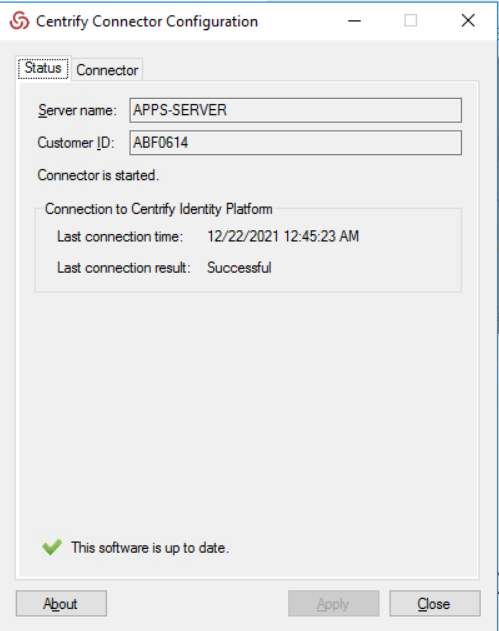 Centrify Connector Configuration
Status Connector
Server name: APPS-SERVER
Customer ID: ABF0614
Connector is started.
Connection to Centrify Identity Platform
Last connection time: 12/22/2021 12:45:23 AM
Last connection result: Successful
This software is up to date.
About Apply Close